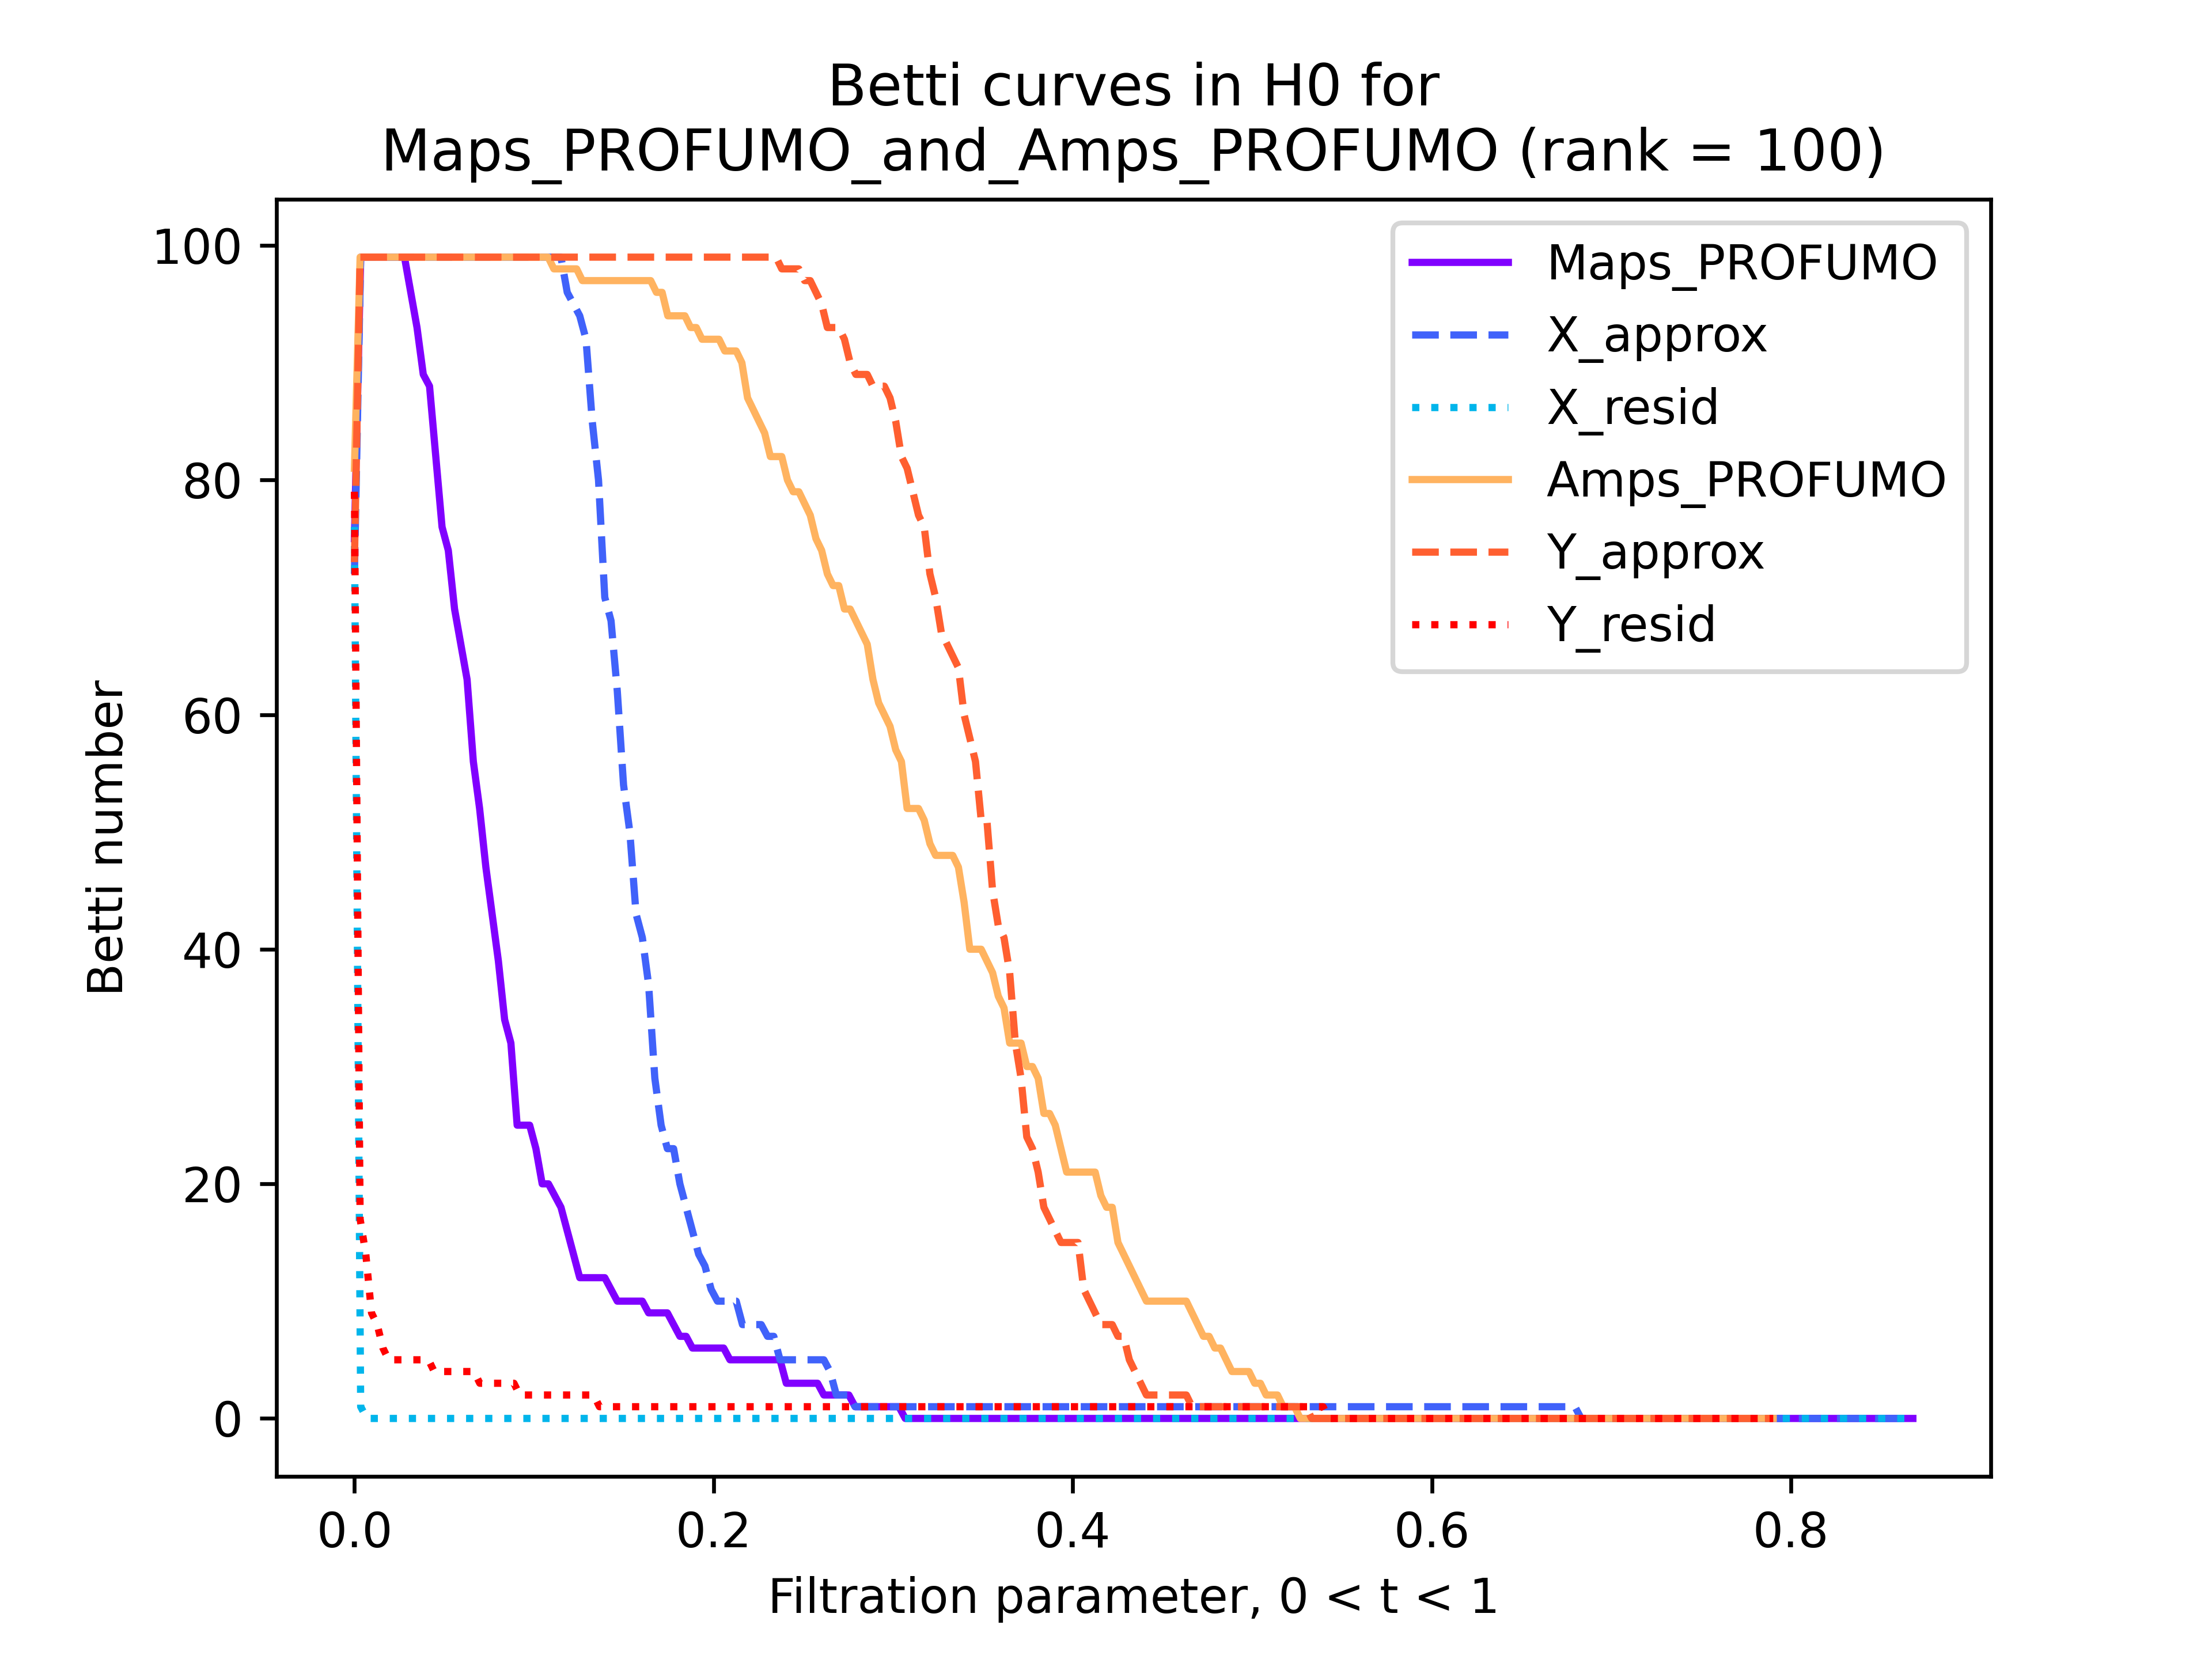 Betti curves in H0 for
Maps_PROFUMO_and_Amps_PROFUMO (rank = 100)
Maps_PROFUMO
X_approx
X_resid
Amps_PROFUMO
Y_approx
Y_resid
Betti number
100
80
60
40
20
0
0.0 0.2 0.4 0.6 0.8
Filtration parameter, 0 < t < 1